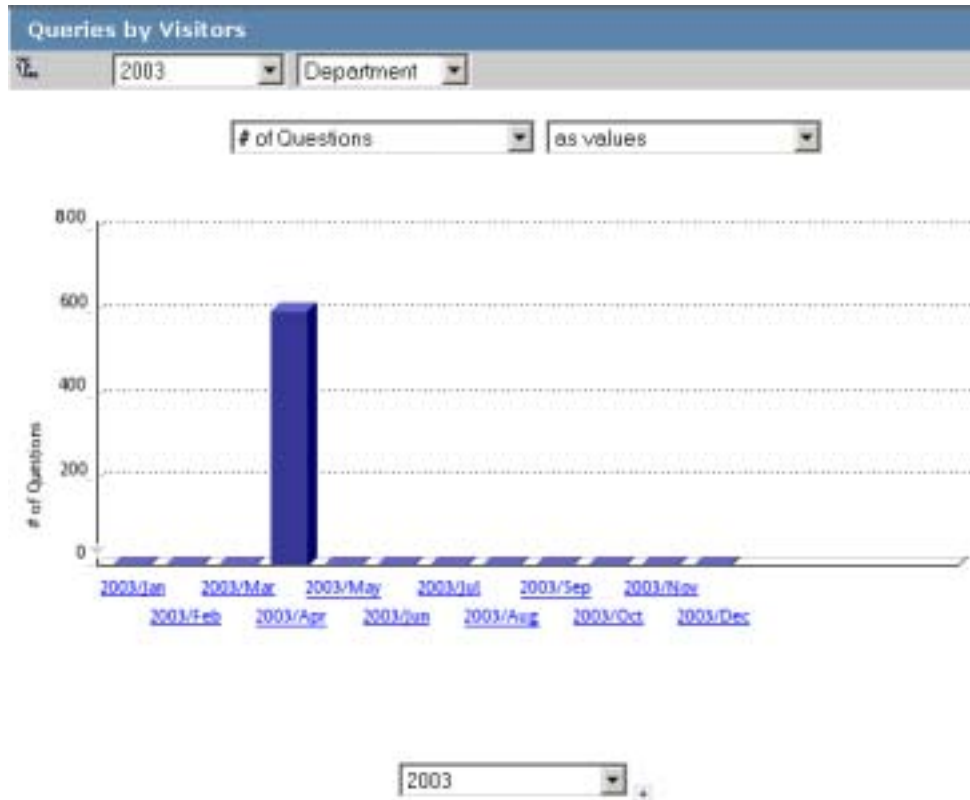 Queries by Visitors
2003 Department
# of Questions as values
800
600
400
200
0
# of Questions
2003/Jan 2003/Mar 2003/May 2003/Jul 2003/Sep 2003/Nov
2003/Feb 2003/Apr 2003/Jun 2003/Aug 2003/Oct 2003/Dec
2003